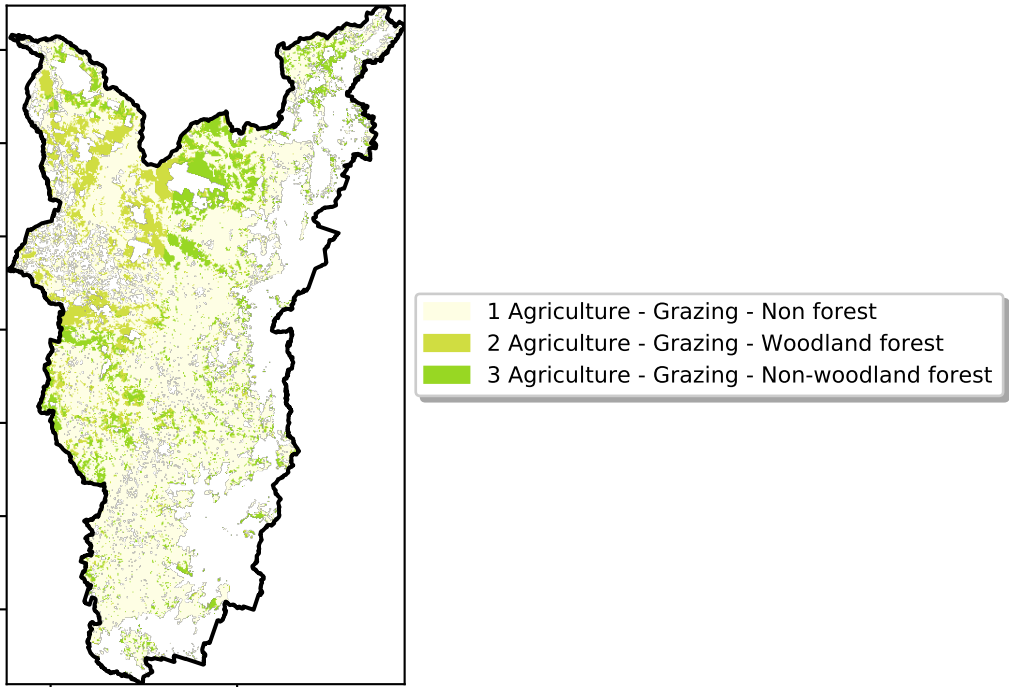 1 Agriculture - Grazing - Non forest
2 Agriculture - Grazing - Woodland forest
3 Agriculture - Grazing - Non-woodland forest